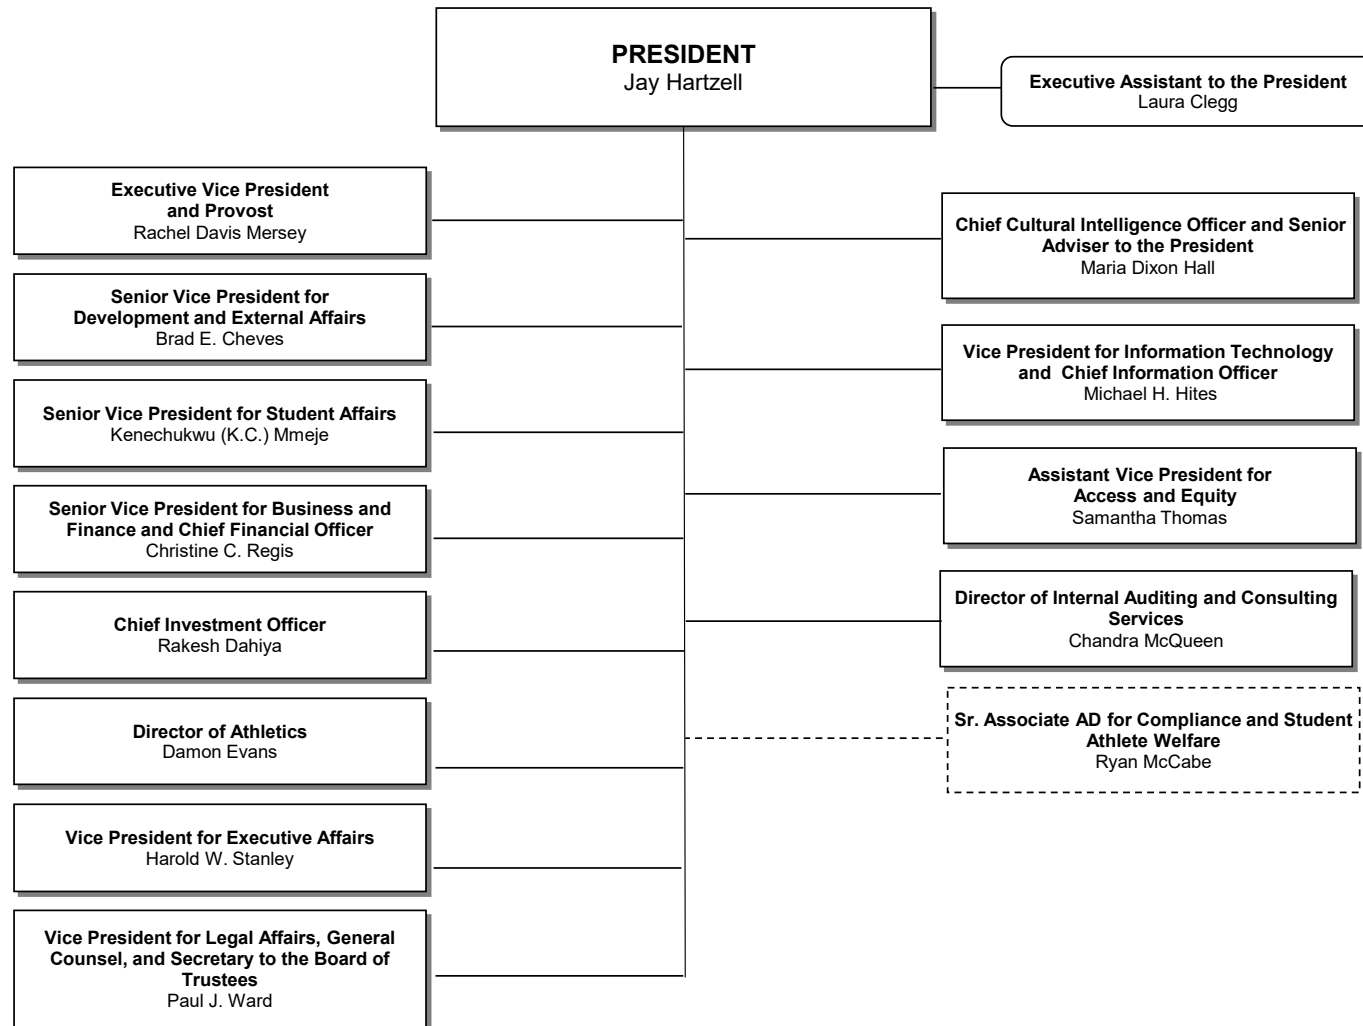 PRESIDENT
Jay Hartzell
Executive Assistant to the President
Laura Clegg
Executive Vice President
and Provost
Rachel Davis Mersey
Senior Vice President for
Development and External Affairs
Brad E. Cheves
Senior Vice President for Student Affairs
Kenechukwu (K.C.) Mmeje
Senior Vice President for Business and
Finance and Chief Financial Officer
Christine C. Regis
Chief Investment Officer
Rakesh Dahiya
Director of Athletics
Damon Evans
Vice President for Executive Affairs
Harold W. Stanley
Vice President for Legal Affairs, General
Counsel, and Secretary to the Board of
Trustees
Paul J. Ward
Chief Cultural Intelligence Officer and Senior
Adviser to the President
Maria Dixon Hall
Vice President for Information Technology
and Chief Information Officer
Michael H. Hites
Assistant Vice President for
Access and Equity
Samantha Thomas
Director of Internal Auditing and Consulting
Services
Chandra McQueen
Sr. Associate AD for Compliance and Student
Athlete Welfare
Ryan McCabe